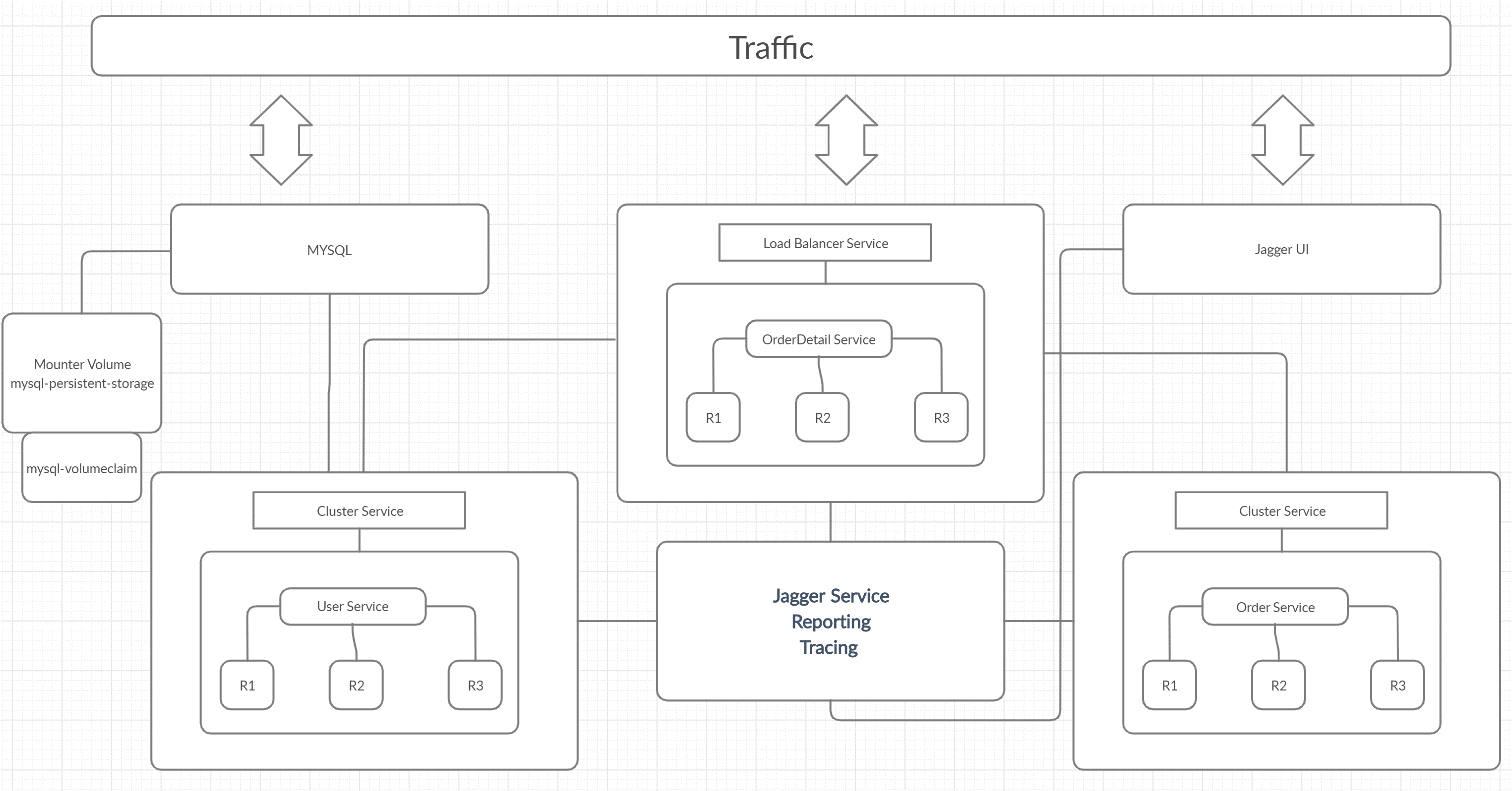 Traffic
MYSQL
Load Balancer Service
Jagger UI
OrderDetail Service
R1
R2
R3
Mounter Volume
mysql-persistent-storage
mysql-volumeclaim
Cluster Service
User Service
R1
R2
R3
Jagger Service
Reporting
Tracing
Cluster Service
Order Service
R1
R2
R3